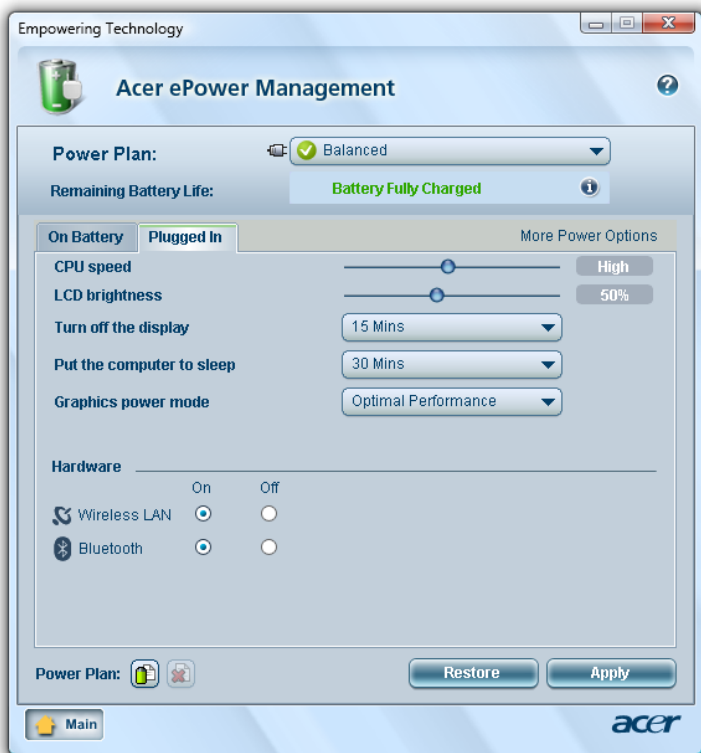 Empowering Technology
Acer ePower Management
Power Plan: Balanced
Remaining Battery Life: Battery Fully Charged
On Battery Plugged In More Power Options
CPU speed High
LCD brightness 50%
Turn off the display 15 Mins
Put the computer to sleep 30 Mins
Graphics power mode Optimal Performance
Hardware
On Off
Wireless LAN
Bluetooth
Power Plan: Restore Apply
Main acer